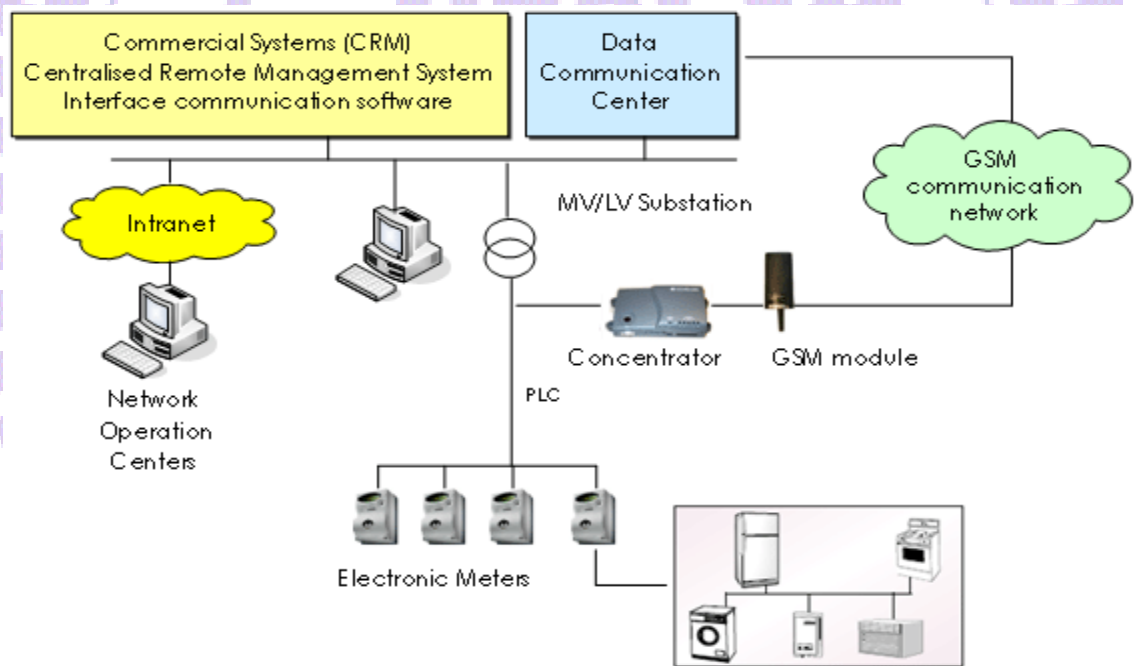 Commercial Systems (CRM)
Centralised Remote Management System
Interface communication software
Data
Communication
Center
GSM
communication
network
Intranet
MV/LV Substation
Concentrator
GSM module
PLC
Network
Operation
Centers
Electronic Meters